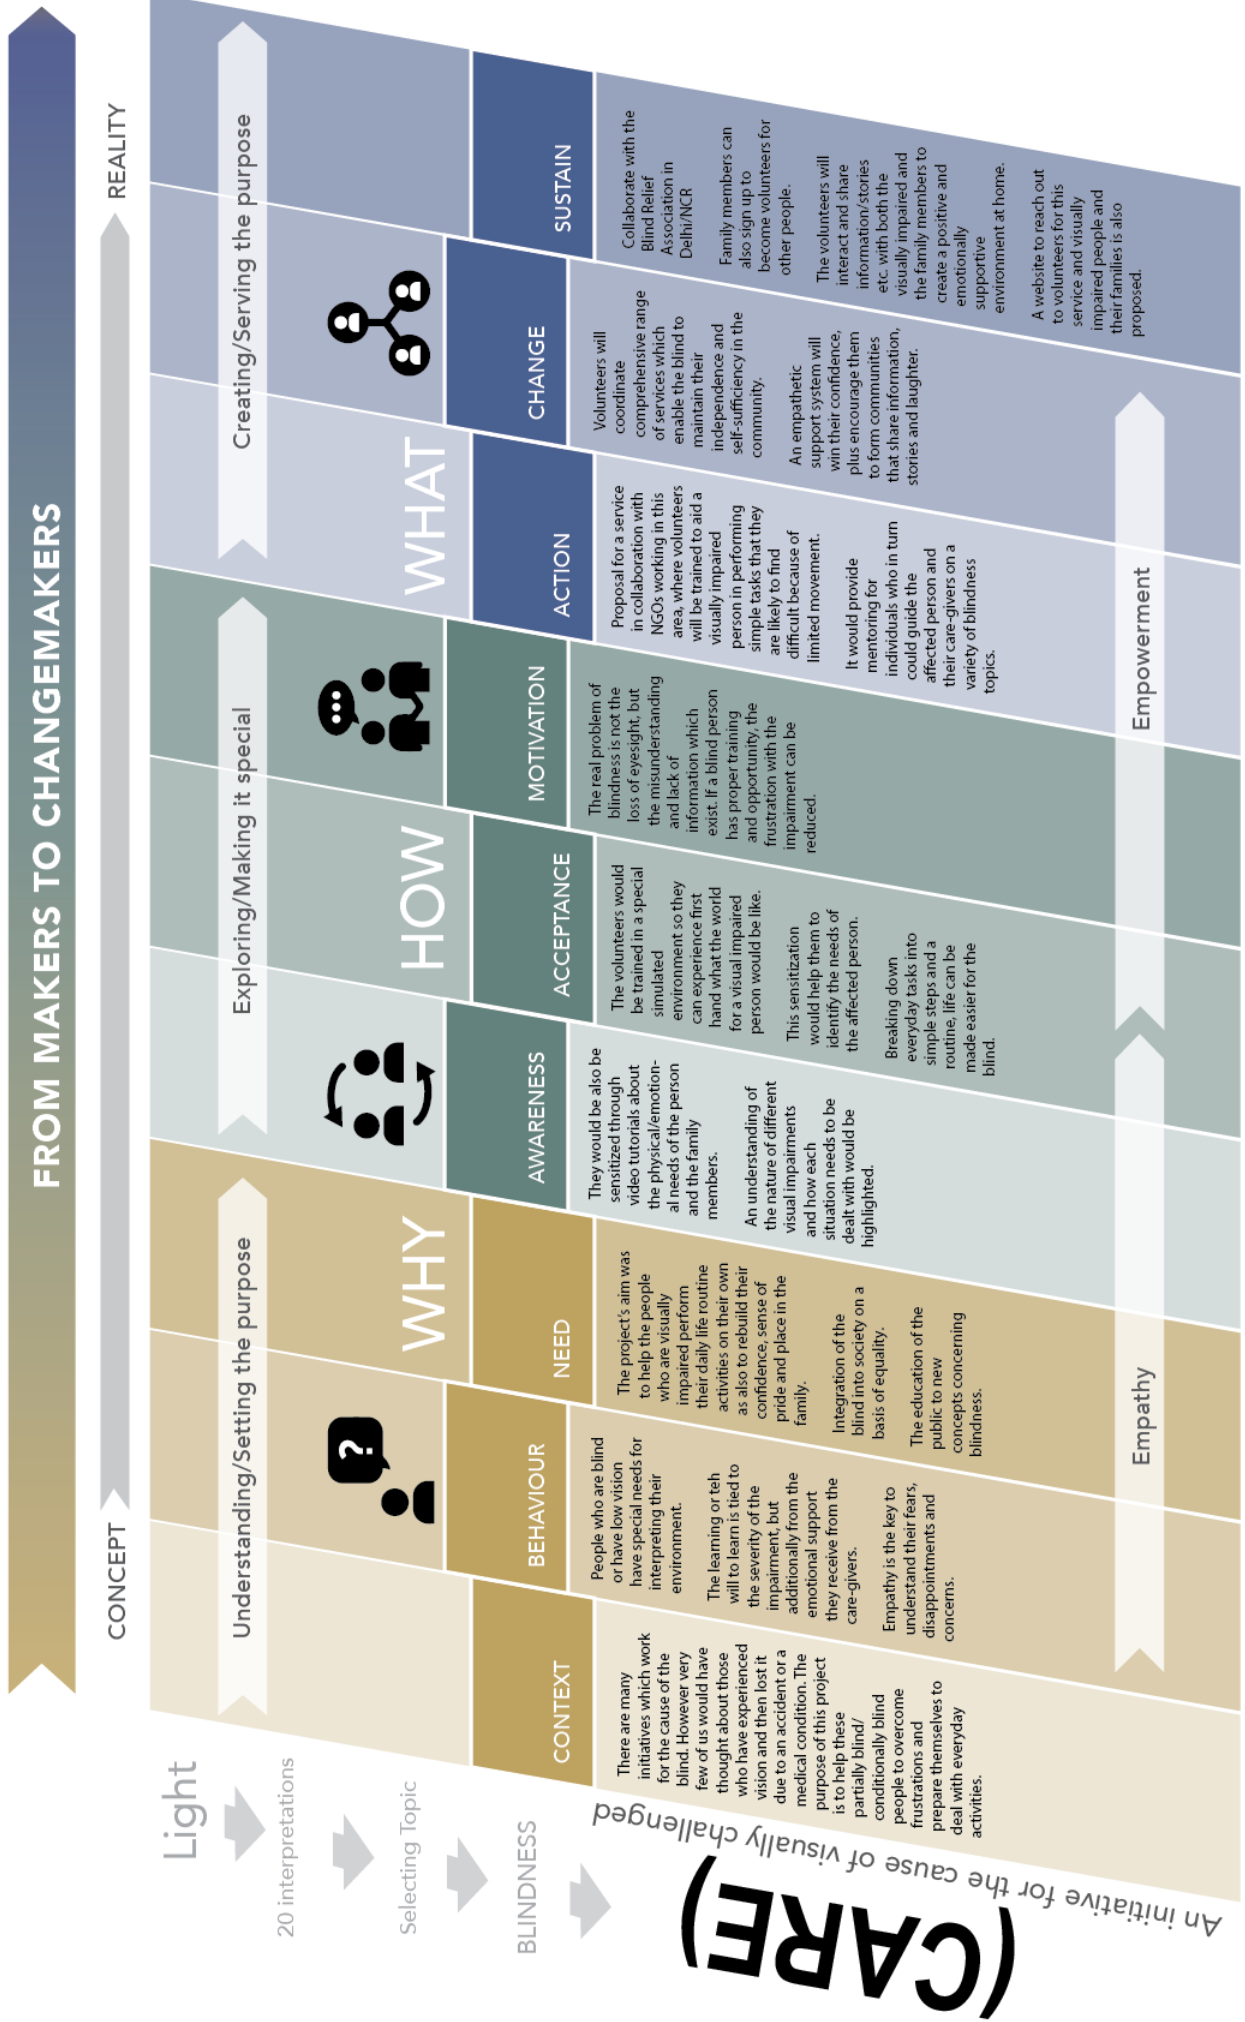 FROM MAKERS TO CHANGEMAKERS
CONCEPT
REALITY
Light
20 interpretations
Selecting Topic
BLINDNESS
(CARE)
An initiative for the cause of visually challenged
Understanding/Setting the purpose
Exploring/Making it special
Creating/Serving the purpose
?
WHY
HOW
WHAT
CONTEXT
There are many
initiatives which work
for the cause of the
blind. However very
few of us would have
thought about those
who have experienced
vision and then lost it
due to an accident or a
medical condition. The
purpose of this project
is to help these
partially blind/
conditionally blind
people to overcome
frustrations and
prepare themselves to
deal with everyday
activities.
BEHAVIOUR
People who are blind
or have low vision
have special needs for
interpreting their
environment.
The learning or teh
will to learn is tied to
the severity of the
impairment, but
additionally from the
emotional support
they receive from the
care-givers.
Empathy is the key to
understand their fears,
disappointments and
concerns.
NEED
The project's aim was
to help the people
who are visually
impaired perform
their daily life routine
activities on their own
as also to rebuild their
confidence, sense of
pride and place in the
family.
Integration of the
blind into society on a
basis of equality.
The education of the
public to new
concepts concerning
blindness.
AWARENESS
They would be also be
sensitized through
video tutorials about
the physical/emotion-
al needs of the person
and the family
members.
An understanding of
the nature of different
visual impairments
and how each
situation needs to be
dealt with would be
highlighted.
ACCEPTANCE
The volunteers would
be trained in a special
simulated
environment so they
can experience first
hand what the world
for a visual impaired
person would be like.
This sensitization
would help them to
identify the needs of
the affected person.
Breaking down
everyday tasks into
simple steps and a
routine, life can be
made easier for the
blind.
MOTIVATION
The real problem of
blindness is not the
loss of eyesight, but
the misunderstanding
and lack of
information which
exist. If a blind person
has proper training
and opportunity, the
frustration with the
impairment can be
reduced.
ACTION
Proposal for a service
in collaboration with
NGOs working in this
area, where volunteers
will be trained to aid a
visually impaired
person in performing
simple tasks that they
are likely to find
difficult because of
limited movement.
It would provide
mentoring for
individuals who in turn
could guide the
affected person and
their care-givers on a
variety of blindness
topics.
CHANGE
Volunteers will
coordinate
comprehensive range
of services which
enable the blind to
maintain their
independence and
self-sufficiency in the
community.
An empathetic
support system will
win their confidence,
plus encourage them
to form communities
that share information,
stories and laughter.
SUSTAIN
Collaborate with the
Blind Relief
Association in
Delhi/NCR
Family members can
also sign up to
become volunteers for
other people.
The volunteers will
interact and share
information/stories
etc. with both the
visually impaired and
the family members to
create a positive and
emotionally
supportive
environment at home.
A website to reach out
to volunteers for this
service and visually
impaired people and
their families is also
proposed.
Empathy
Empowerment